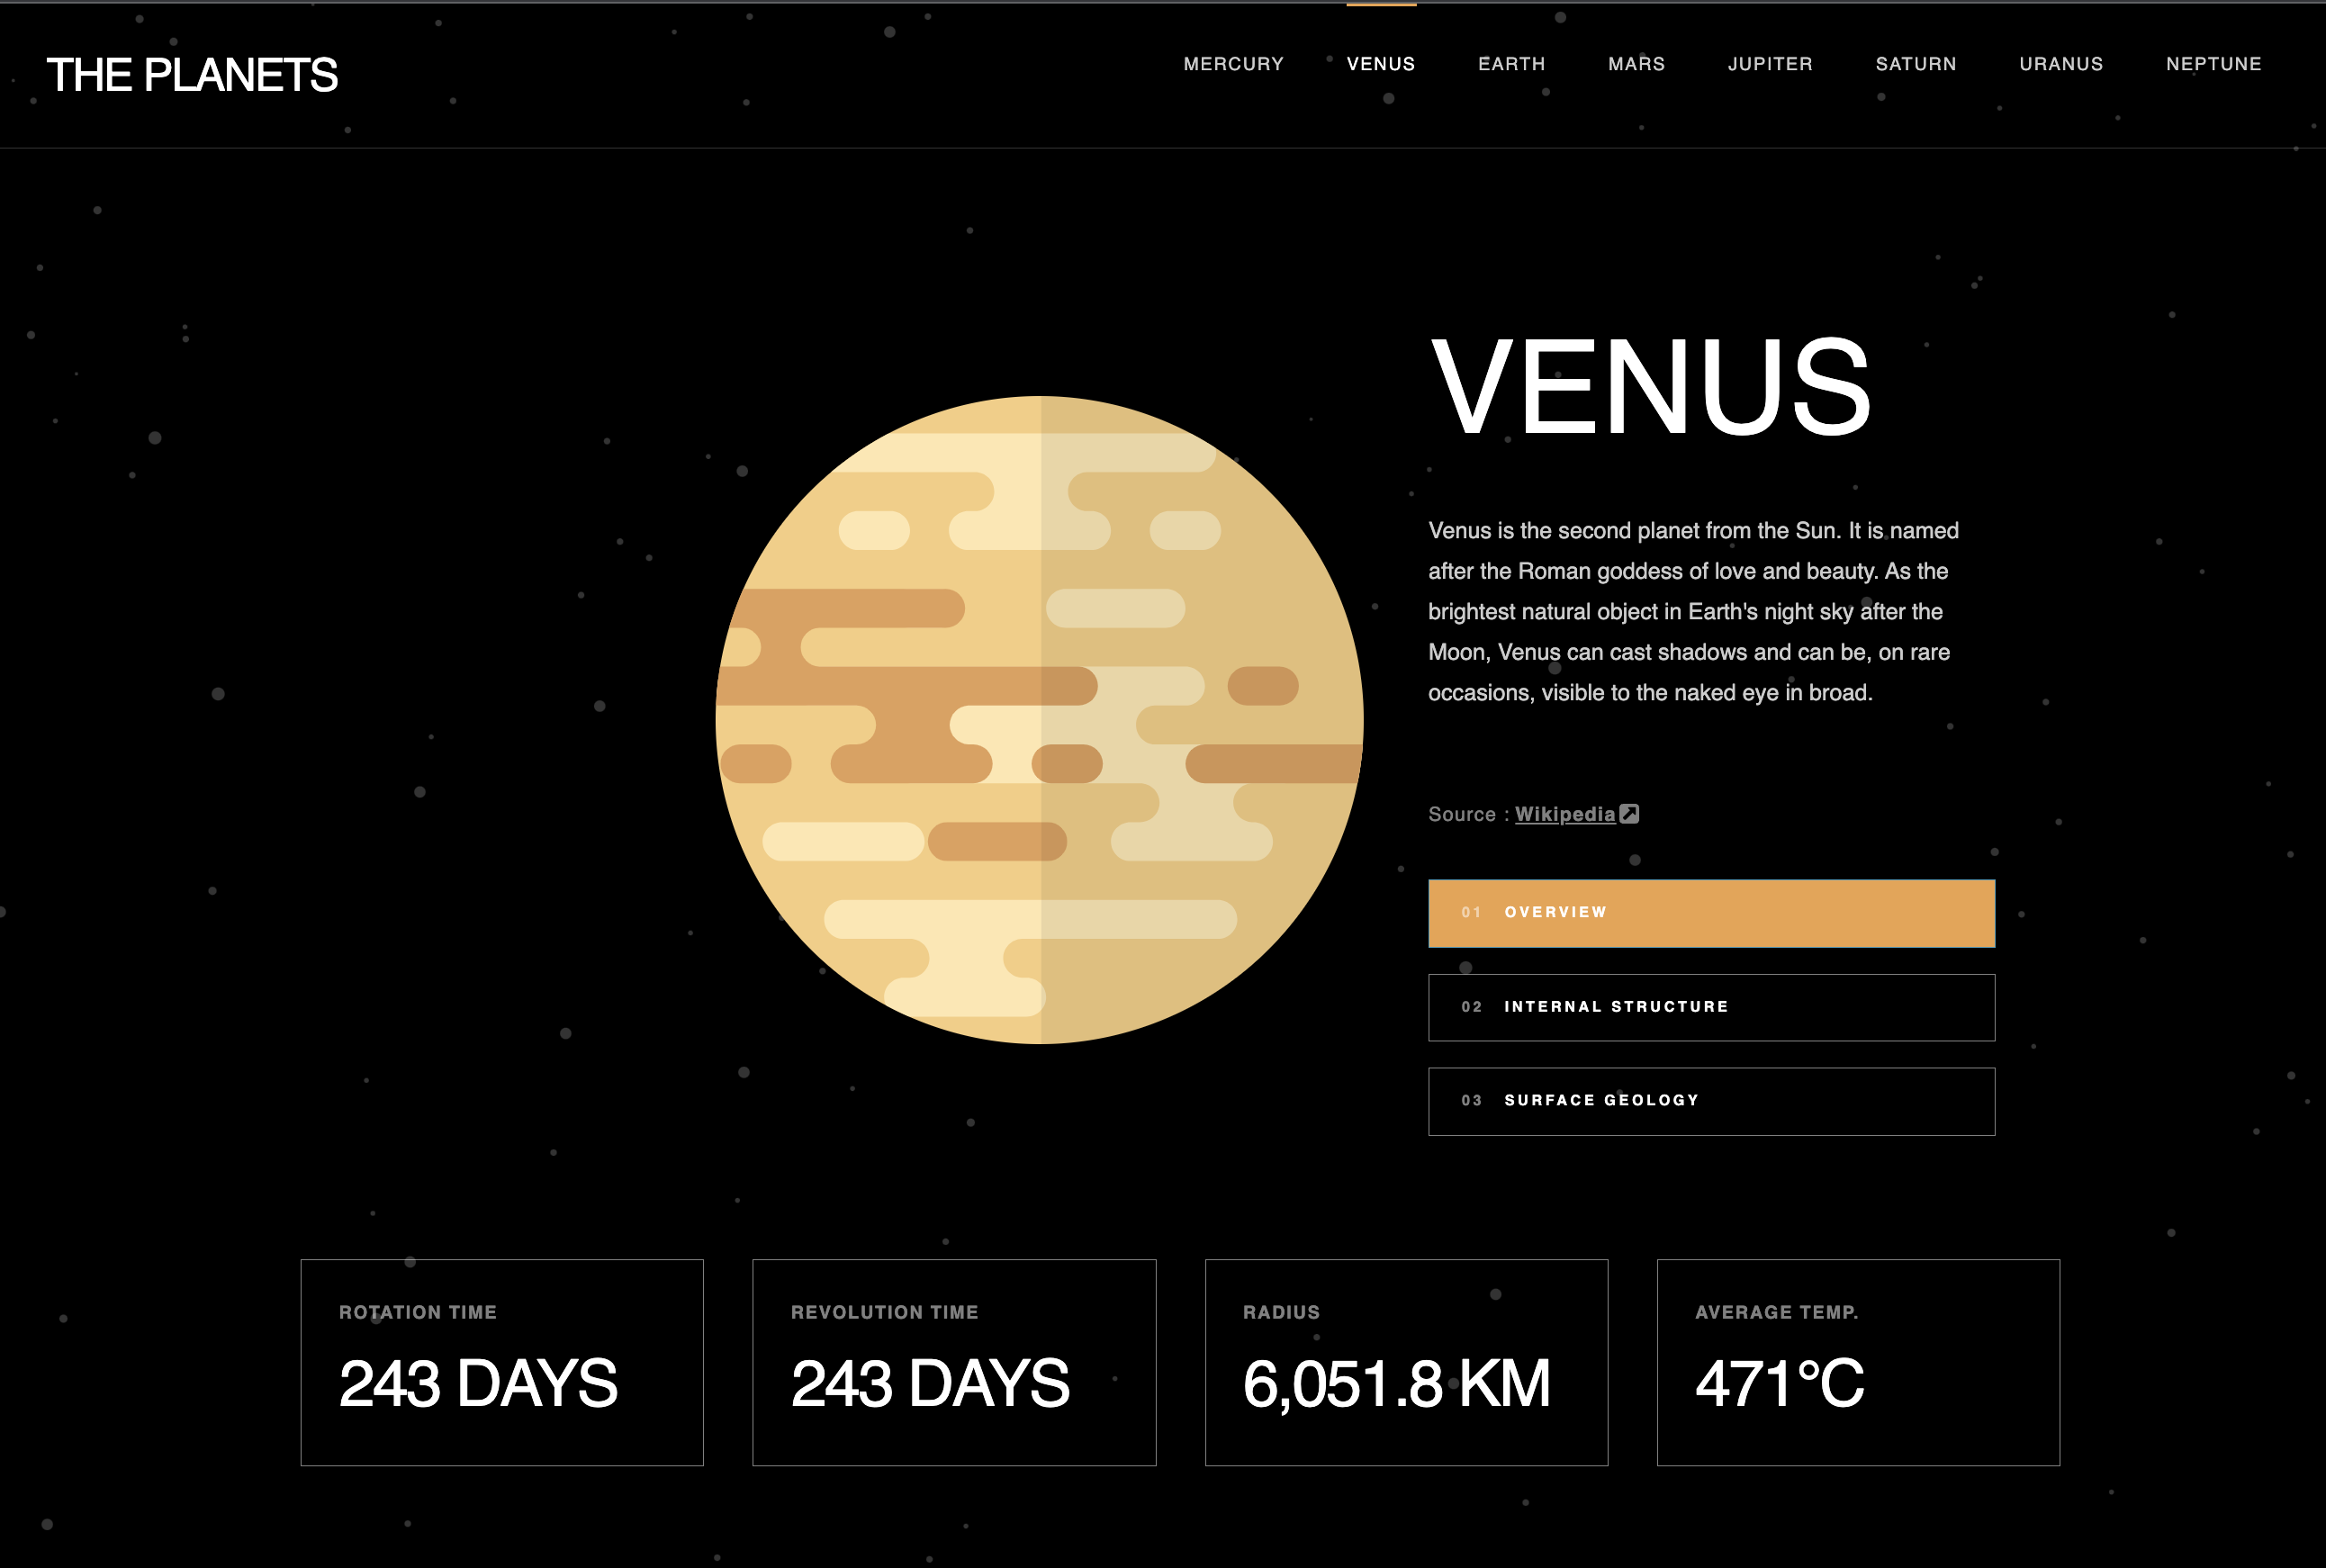 THE PLANETS
MERCURY VENUS EARTH MARS JUPITER SATURN URANUS NEPTUNE
VENUS
Venus is the second planet from the Sun. It is named
after the Roman goddess of love and beauty. As the
brightest natural object in Earth's night sky after the
Moon, Venus can cast shadows and can be, on rare
occasions, visible to the naked eye in broad.
Source : Wikipedia
01 OVERVIEW
02 INTERNAL STRUCTURE
03 SURFACE GEOLOGY
ROTATION TIME
243 DAYS
REVOLUTION TIME
243 DAYS
RADIUS
6,051.8 KM
AVERAGE TEMP.
471°C